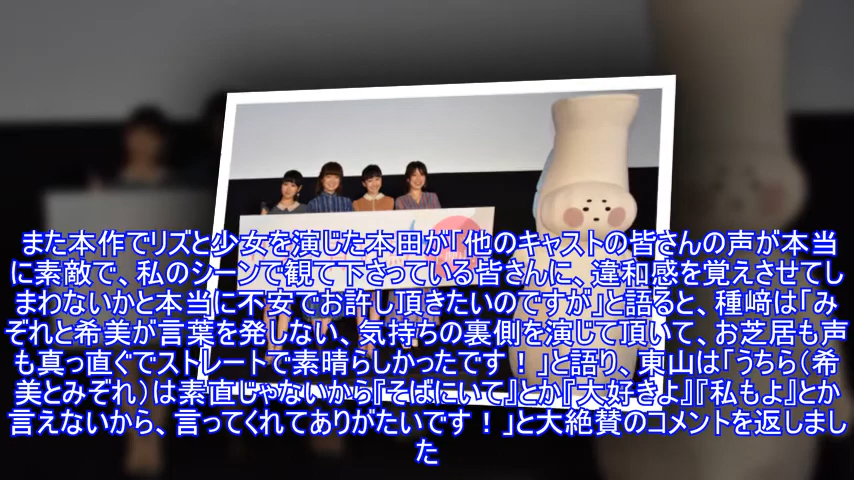 また本作でリズと少女を演じた本田が「他のキャストの皆さんの声が本当
に素敵で、私のシーンで観て下さっている皆さんに、違和感を覚えさせてし
まわないかと本当に不安でお許し頂きたいのですが」と語ると、種﨑は「み
ぞれと希美が言葉を発しない、気持ちの裏側を演じて頂いて、お芝居も声
も真っ直ぐでストレートで素晴らしかったです！」と語り、東山は「うちら（希
美とみぞれ）は素直じゃないから『そばにいて』とか『大好きよ』『私もよ』とか
言えないから、言ってくれてありがたいです！」と大絶賛のコメントを返しまし
た